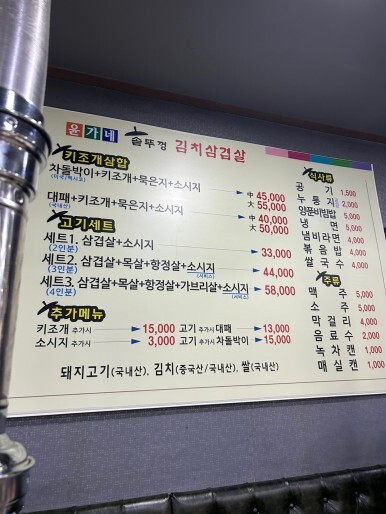 윤가네 솥뚜껑 김치삼겹살
키조개삼합
차돌박이+키조개+묵은지+소시지 中 45,000
大 55,000
대패+키조개+묵은지+소시지 中 40,000
(국내산) 大 50,000
고기세트
세트1. 삼겹살+소시지 33,000
(2인분)
세트2. 삼겹살+목살+항정살+소시지 44,000
(3인분) (서비스)
세트3. 삼겹살+목살+항정살+가브리살+소시지 58,000
(4인분) (서비스)
추가메뉴
키조개 추가시 15,000 고기 추가시 대패 13,000
소시지 추가시 3,000 고기 추가시 차돌박이 15,000
돼지고기(국내산), 김치(중국산/국내산), 쌀(국내산)
식사류
공기 1,500
누룽지 2,000
양푼비빔밥 5,000
냉면 5,000
냄비라면 4,000
볶음밥 4,000
쌀국수 4,000
주류
맥주 5,000
소주 5,000
막걸리 4,000
음료수 2,000
녹차캔 1,000
매실캔 1,000